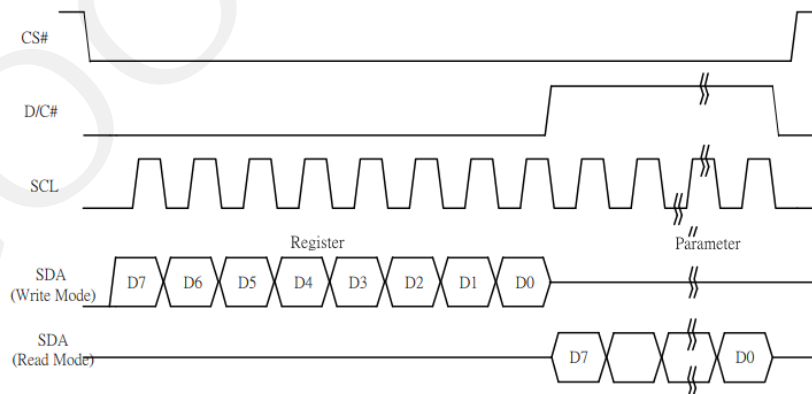 CS#
D/C#
SCL
Register
Parameter
SDA
(Write Mode)
D7 D6 D5 D4 D3 D2 D1 D0
SDA
(Read Mode)
D7 D0